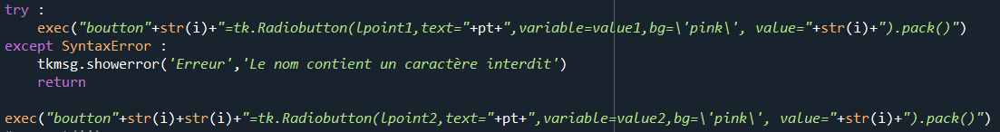 try :
exec("boutton"+str(i)+"=tk.Radiobutton(lpoint1,text="+pt+",variable=value1,bg=\'pink\', value="+str(i)+").pack()")
except SyntaxError :
tkmsg.showerror('Erreur','Le nom contient un caractère interdit')
return
exec("boutton"+str(i)+str(i)+"=tk.Radiobutton(lpoint2,text="+pt+",variable=value2,bg=\'pink\', value="+str(i)+").pack()")